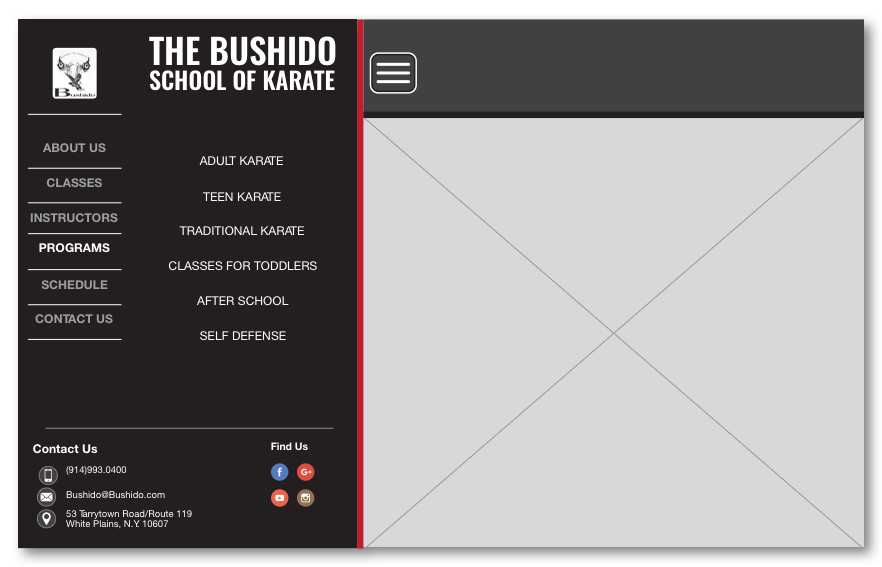 Bushido
THE BUSHIDO
SCHOOL OF KARATE
ABOUT US
CLASSES
INSTRUCTORS
PROGRAMS
SCHEDULE
CONTACT US
ADULT KARATE
TEEN KARATE
TRADITIONAL KARATE
CLASSES FOR TODDLERS
AFTER SCHOOL
SELF DEFENSE
Contact Us
(914)993.0400
Bushido@Bushido.com
53 Tarrytown Road/Route 119
White Plains, N.Y. 10607
Find Us
f
G+